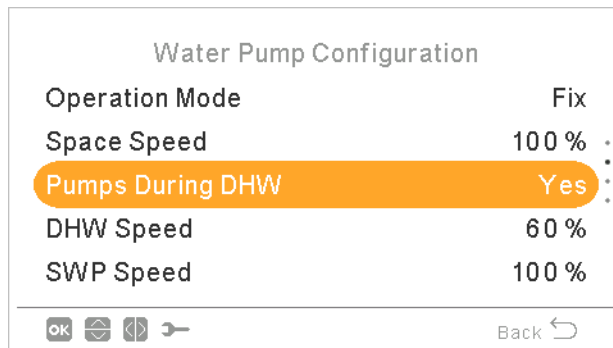 Water Pump Configuration
Operation Mode Fix
Space Speed 100 %
Pumps During DHW Yes
DHW Speed 60 %
SWP Speed 100 %
OK Back